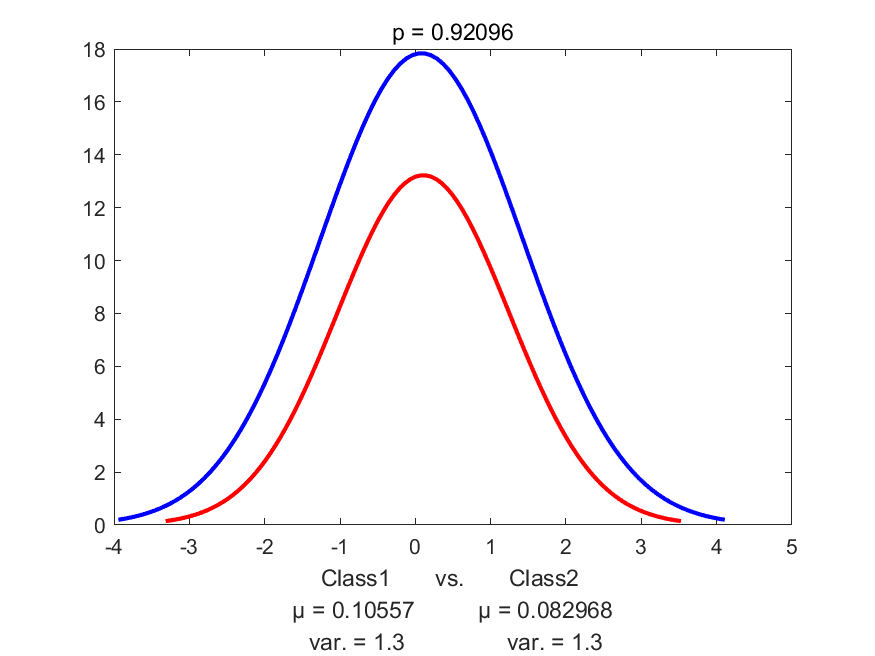 p = 0.92096
18
16
14
12
10
8
6
4
2
0
-4 -3 -2 -1 0 1 2 3 4 5
Class1 vs. Class2
μ = 0.10557 μ = 0.082968
var. = 1.3 var. = 1.3